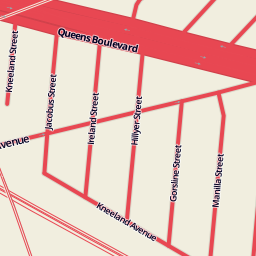 Kneeland Street
Queens Boulevard
Jacobus Street
Ireland Street
Hillyer Street
Avenue
Gorsline Street
Manilla Street
Kneeland Avenue